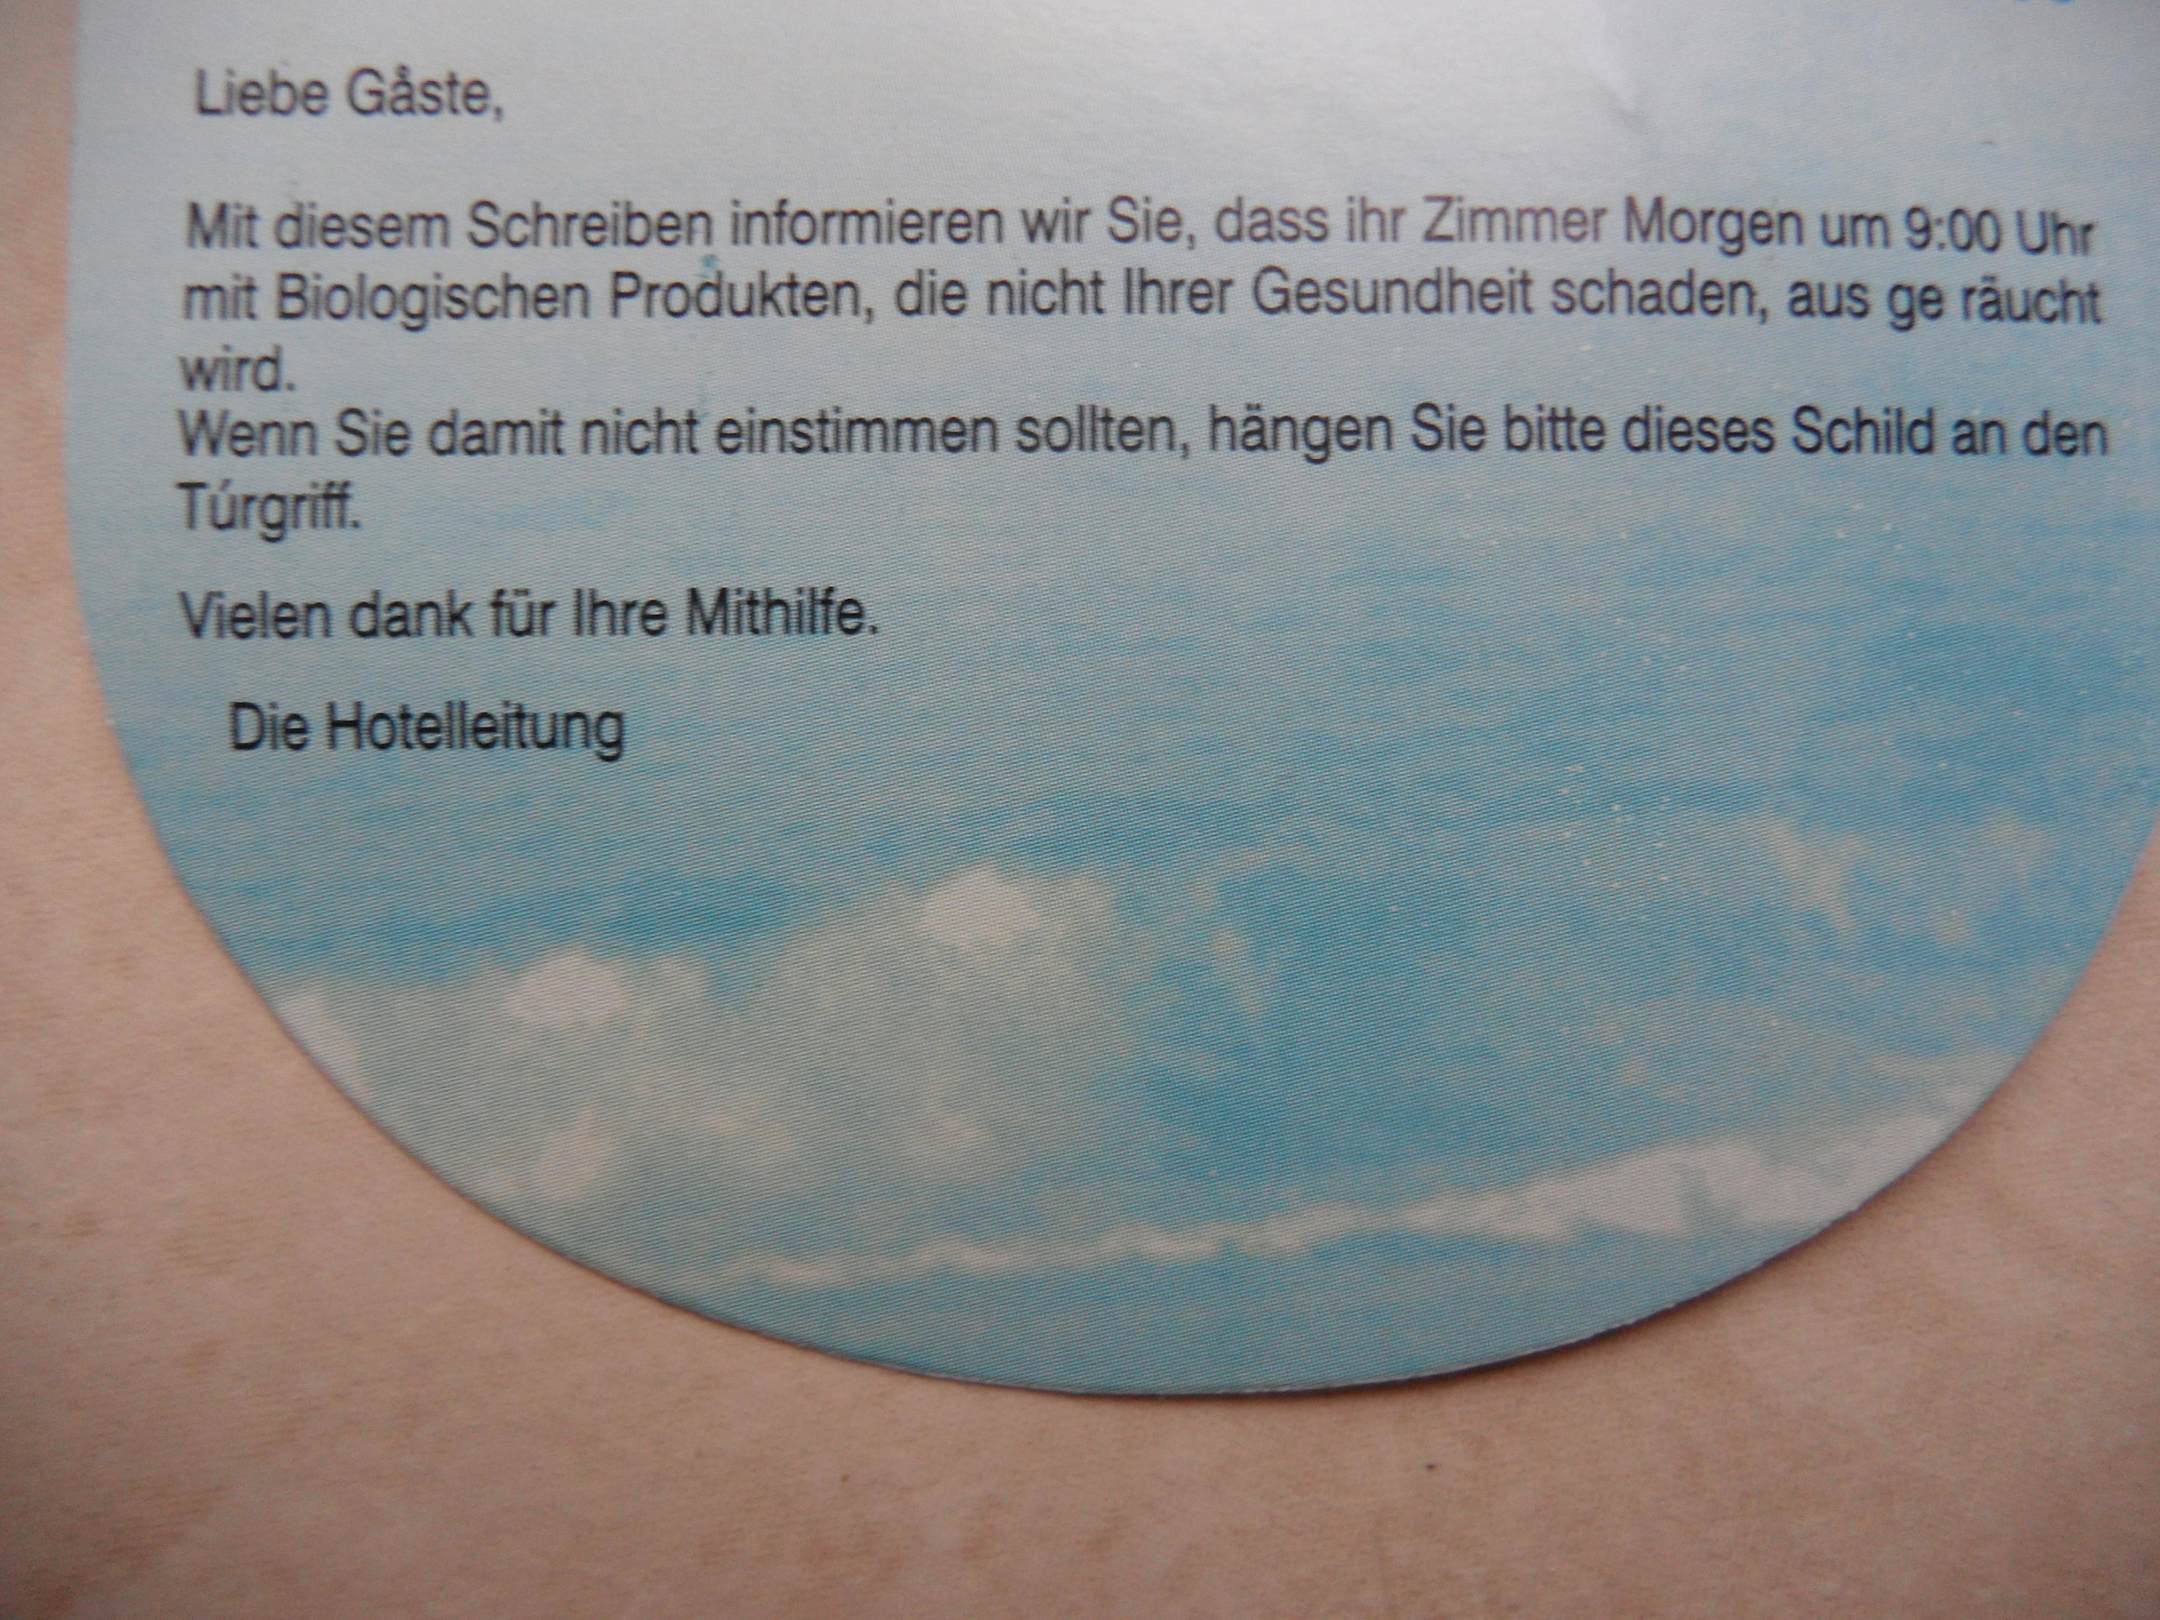 Liebe Gåste,
Mit diesem Schreiben informieren wir Sie, dass ihr Zimmer Morgen um 9:00 Uhr
mit Biologischen Produkten, die nicht Ihrer Gesundheit schaden, aus ge räucht
wird.
Wenn Sie damit nicht einstimmen sollten, hängen Sie bitte dieses Schild an den
Túrgriff.
Vielen dank für Ihre Mithilfe.
Die Hotelleitung